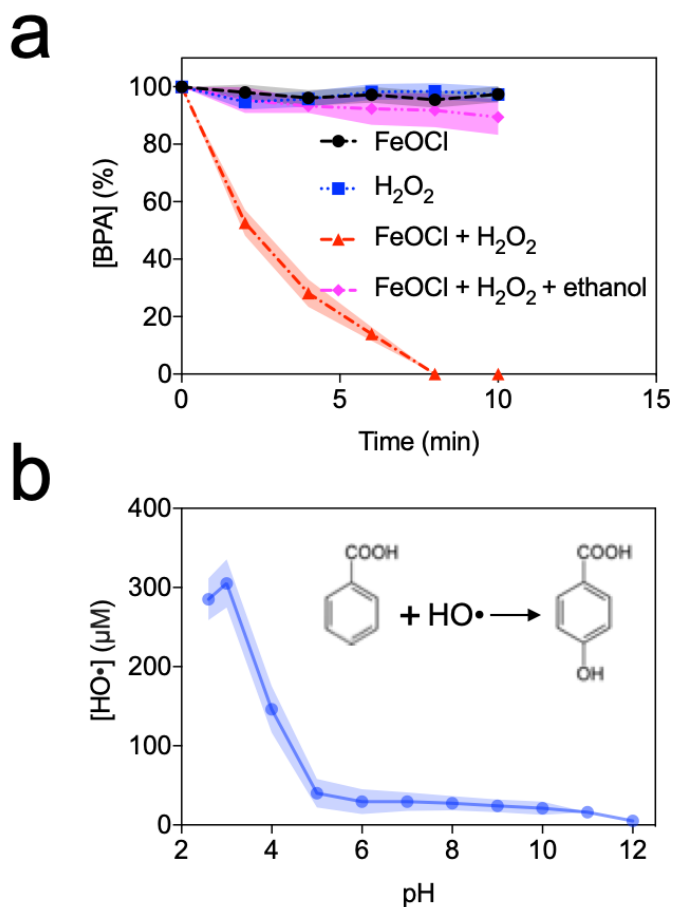 a
100
80
60
40
20
0
[BPA] (%)
FeOCl
H₂O₂
FeOCl + H₂O₂
FeOCl + H₂O₂ + ethanol
0 5 10 15
Time (min)
b
400
300
200
100
0
[HO•] (µM)
COOH COOH
+ HO•
OH
2 4 6 8 10 12
pH